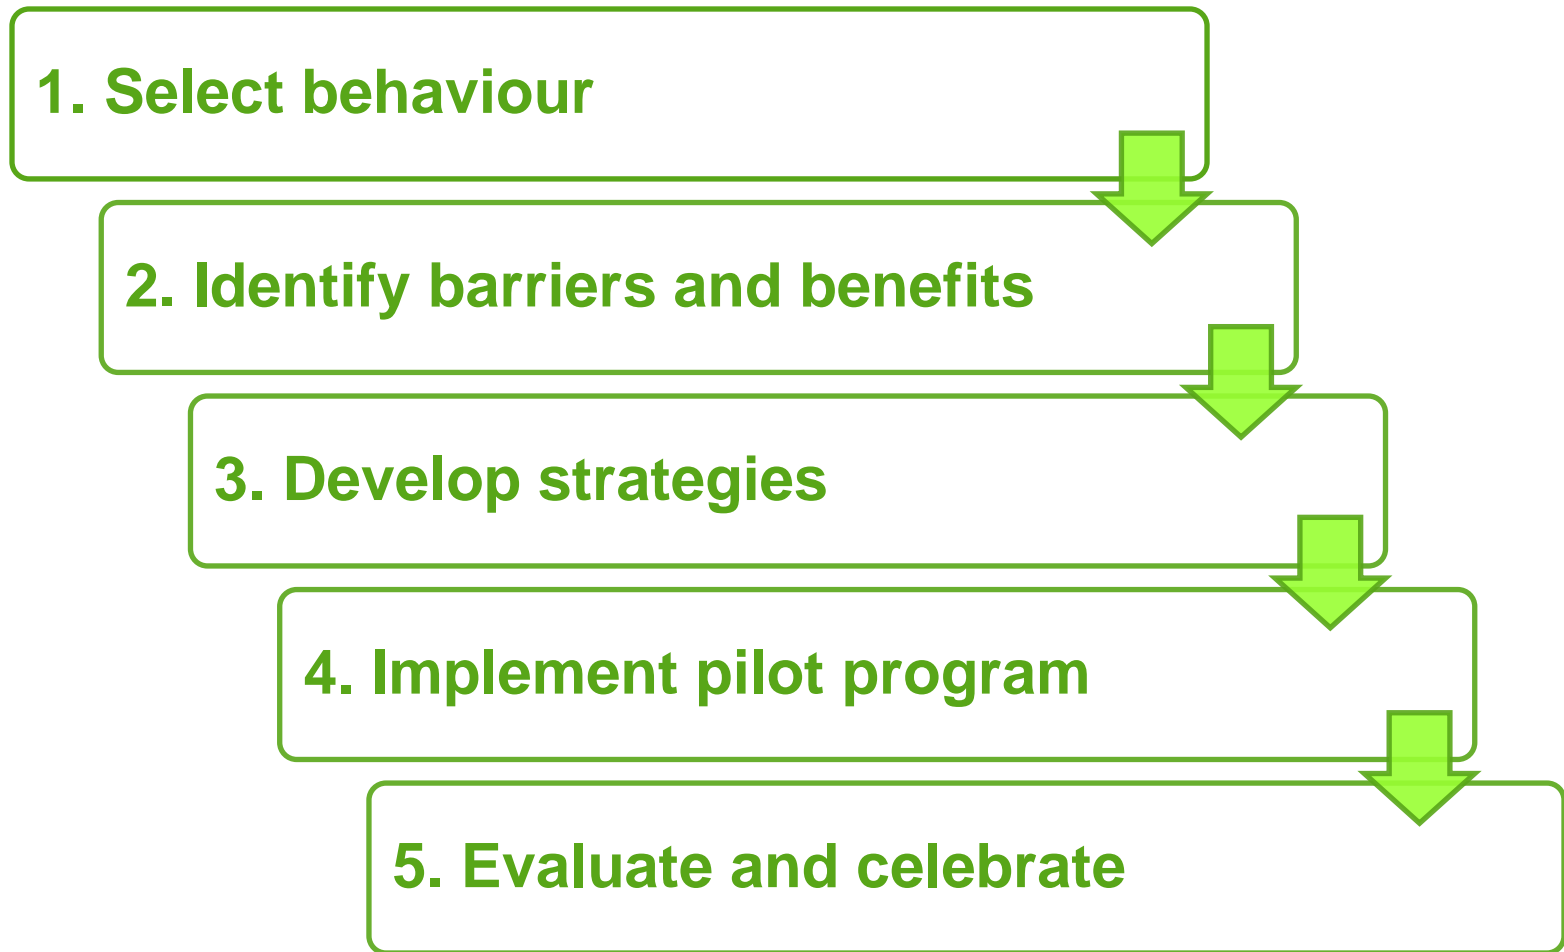 1. Select behaviour
2. Identify barriers and benefits
3. Develop strategies
4. Implement pilot program
5. Evaluate and celebrate